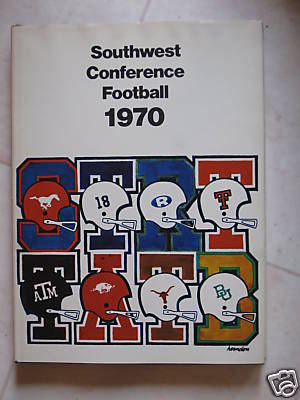 Southwest
Conference
Football
1970
S T R T
18 R T
T A T B
ATM BU